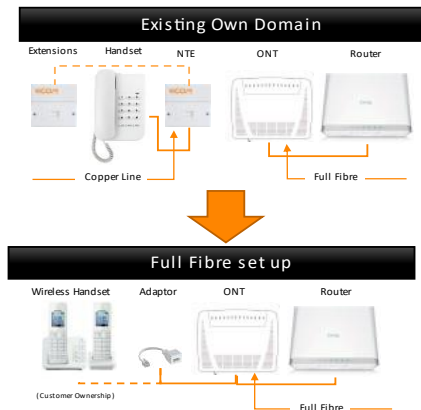 Existing Own Domain
Extensions Handset NTE ONT Router
Copper Line Full Fibre
Full Fibre set up
Wireless Handset Adaptor ONT Router
(Customer Ownership)
Full Fibre